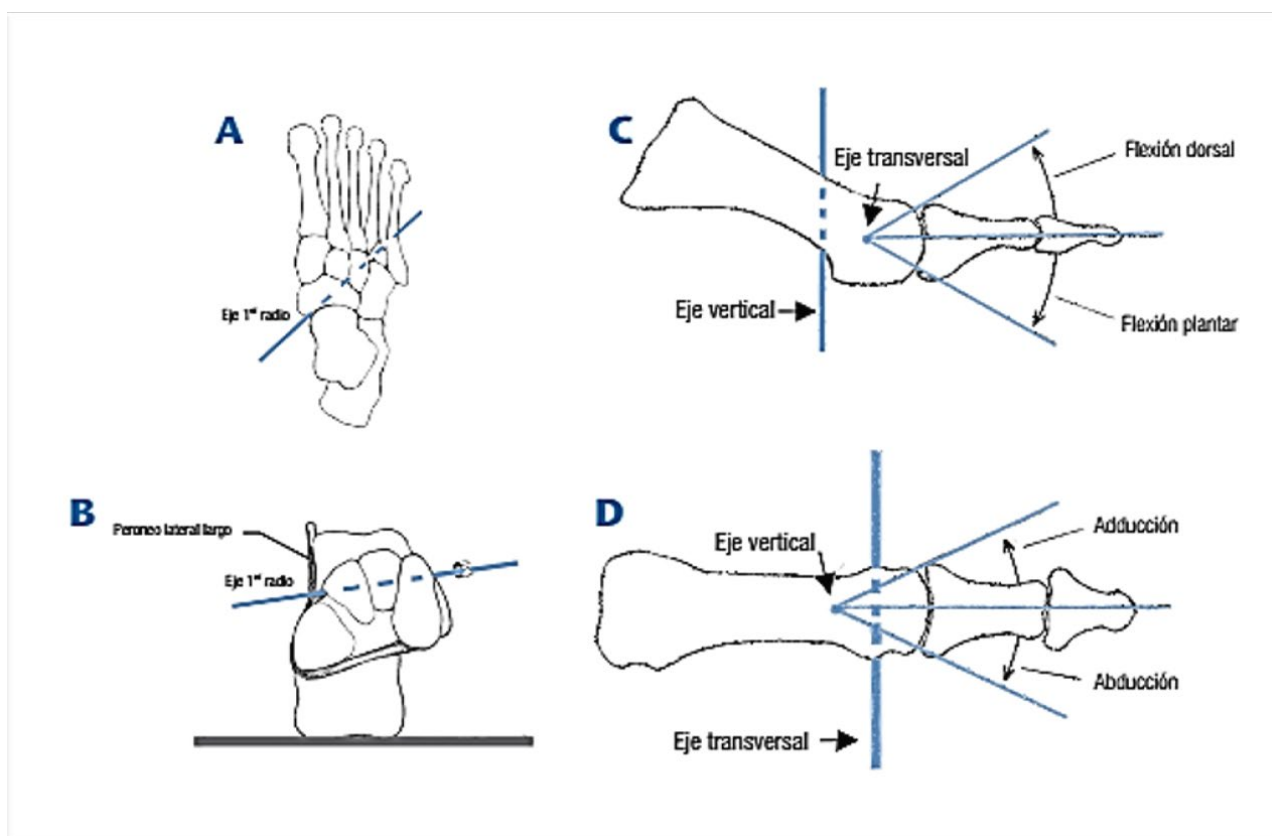 A
Eje 1er radio
B
Peroneo lateral largo
Eje 1er radio
C
Eje transversal
Flexión dorsal
Eje vertical
Flexión plantar
D
Eje vertical
Adducción
Abducción
Eje transversal